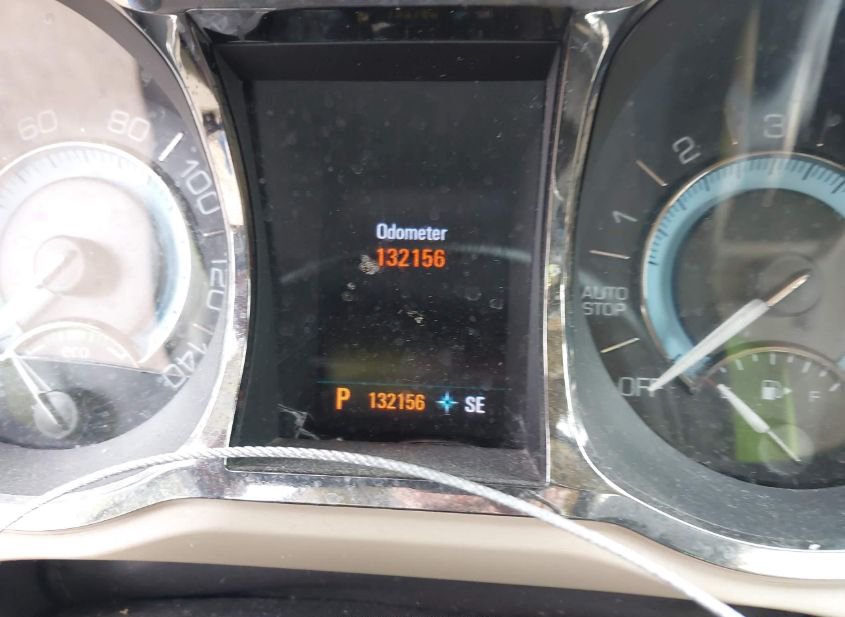 60
80
100
120
140
eco
Odometer
132156
P 132156 SE
1
2
3
AUTO
STOP
OFF
F